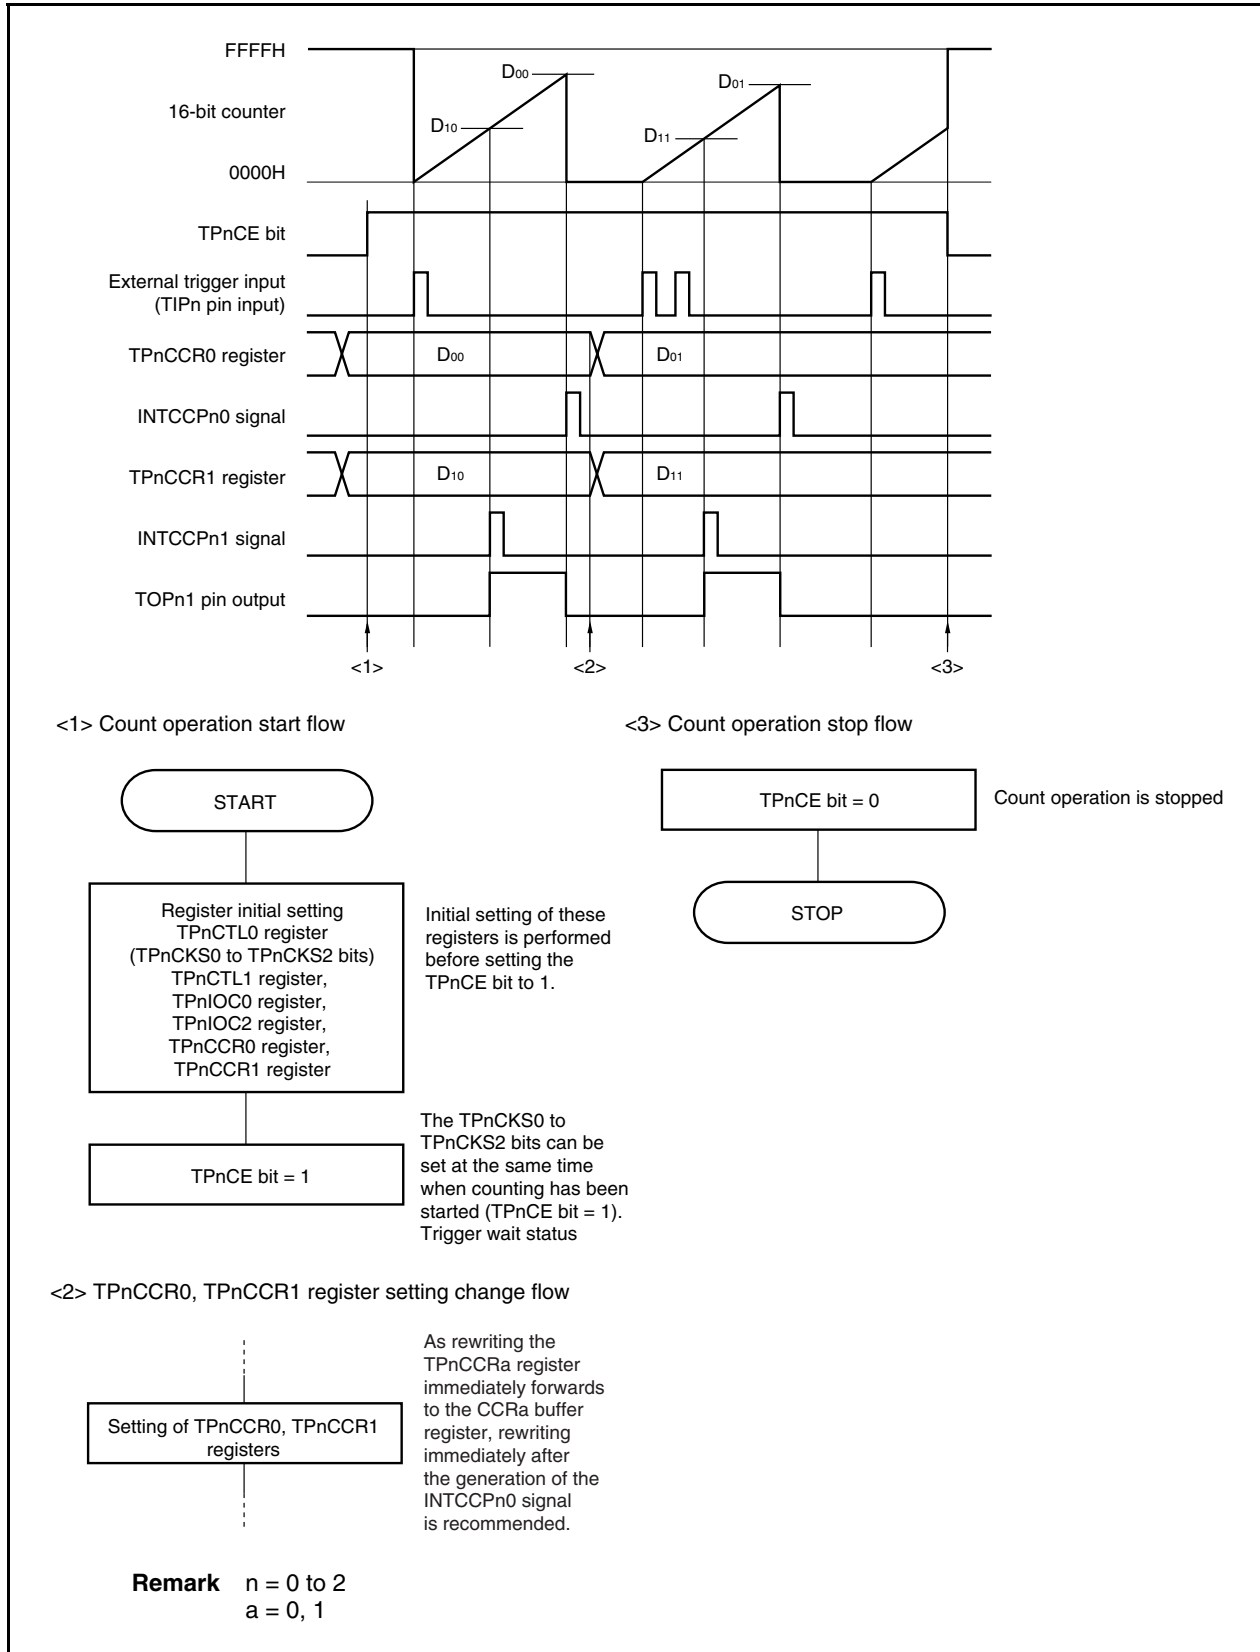 FFFFH
D00
D01
16-bit counter
D10
D11
0000H
TPnCE bit
External trigger input
(TIPn pin input)
TPnCCR0 register
D00
D01
INTCCPn0 signal
TPnCCR1 register
D10
D11
INTCCPn1 signal
TOPn1 pin output
<1>
<2>
<3>
<1> Count operation start flow
START
Register initial setting
TPnCTL0 register
(TPnCKS0 to TPnCKS2 bits)
TPnCTL1 register,
TPnIOC0 register,
TPnIOC2 register,
TPnCCR0 register,
TPnCCR1 register
Initial setting of these
registers is performed
before setting the
TPnCE bit to 1.
TPnCE bit = 1
The TPnCKS0 to
TPnCKS2 bits can be
set at the same time
when counting has been
started (TPnCE bit = 1).
Trigger wait status
<3> Count operation stop flow
TPnCE bit = 0
Count operation is stopped
STOP
<2> TPnCCR0, TPnCCR1 register setting change flow
Setting of TPnCCR0, TPnCCR1
registers
As rewriting the
TPnCCRa register
immediately forwards
to the CCRa buffer
register, rewriting
immediately after
the generation of the
INTCCPn0 signal
is recommended.
Remark n = 0 to 2
a = 0, 1